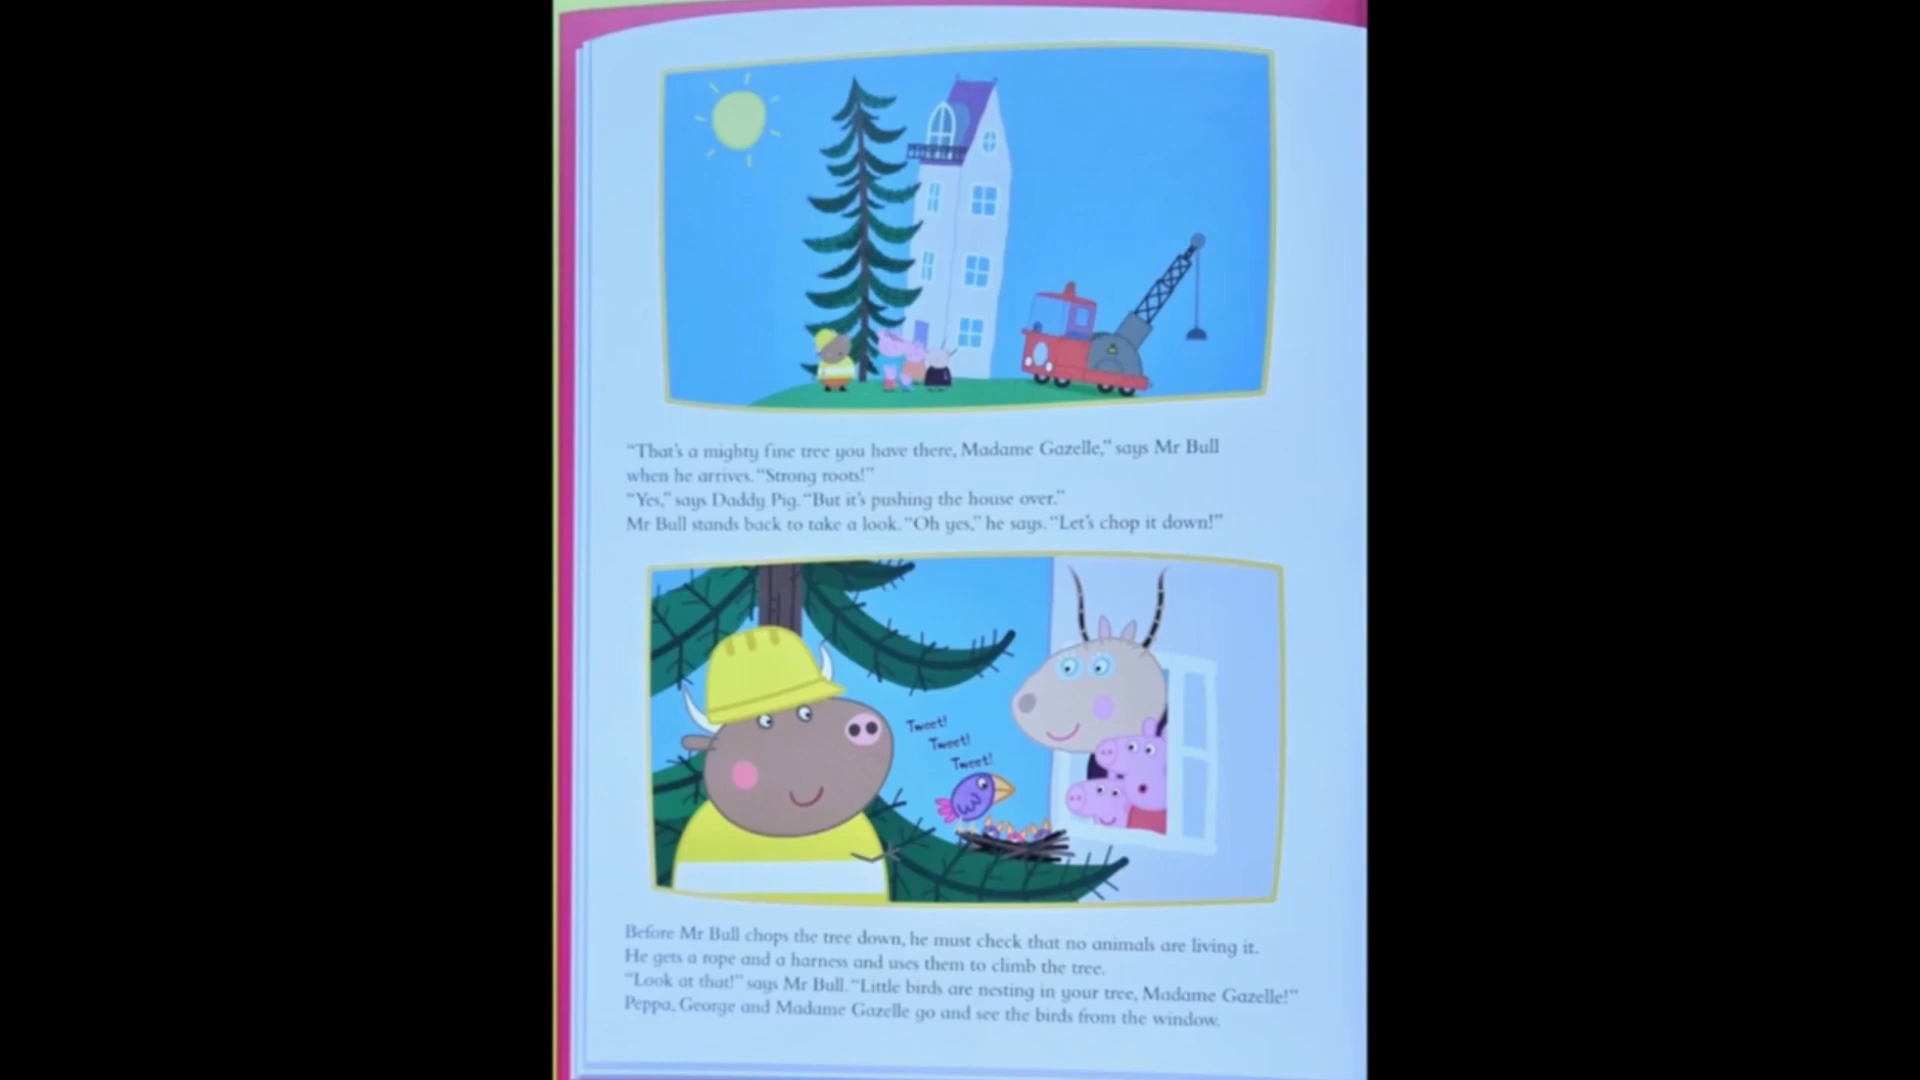 “That’s a mighty fine tree you have there, Madame Gazelle,” says Mr Bull
when he arrives. “Strong roots!”
“Yes,” says Daddy Pig. “But it’s pushing the house over.”
Mr Bull stands back to take a look. “Oh yes,” he says. “Let’s chop it down!”
Tweet!
Tweet!
Tweet!
Before Mr Bull chops the tree down, he must check that no animals are living it.
He gets a rope and a harness and uses them to climb the tree.
“Look at that!” says Mr Bull. “Little birds are nesting in your tree, Madame Gazelle!”
Peppa, George and Madame Gazelle go and see the birds from the window.